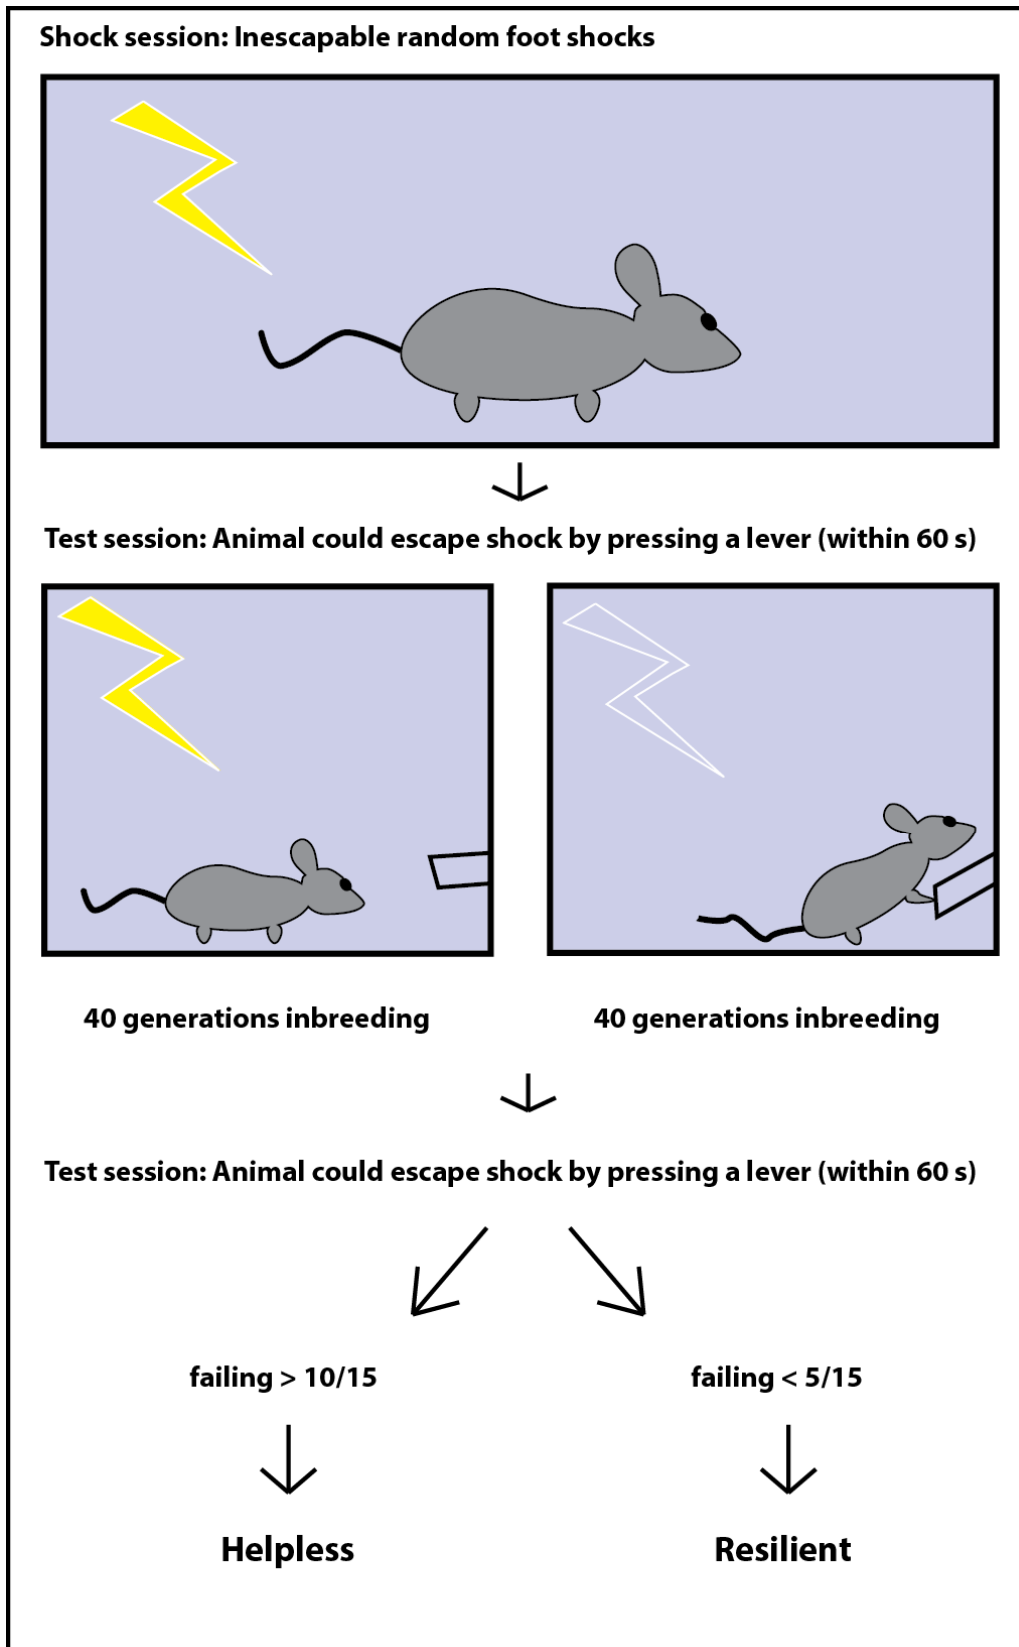 Shock session: Inescapable random foot shocks
Test session: Animal could escape shock by pressing a lever (within 60 s)
40 generations inbreeding
40 generations inbreeding
Test session: Animal could escape shock by pressing a lever (within 60 s)
failing > 10/15
failing < 5/15
Helpless
Resilient